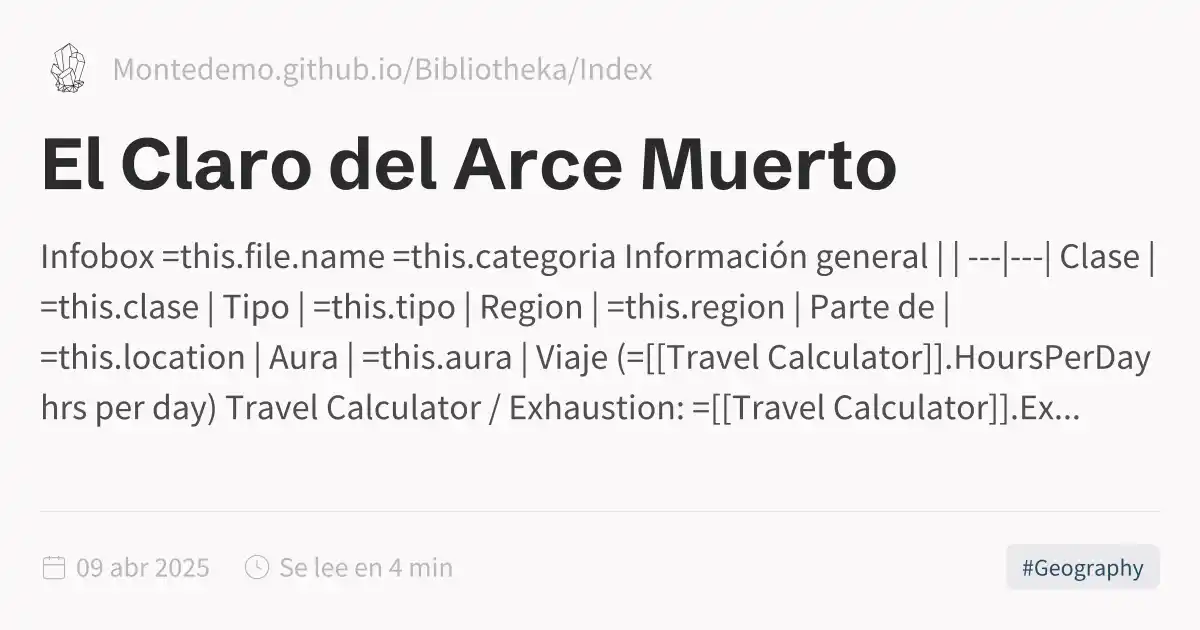 Montedemo.github.io/Bibliotheka/Index
El Claro del Arce Muerto
Infobox =this.file.name =this.categoria Información general | | ---|---| Clase |
=this.clase | Tipo | =this.tipo | Region | =this.region | Parte de |
=this.location | Aura | =this.aura | Viaje (=[[Travel Calculator]].HoursPerDay
hrs per day) Travel Calculator / Exhaustion: =[[Travel Calculator]].Ex...
09 abr 2025 Se lee en 4 min #Geography